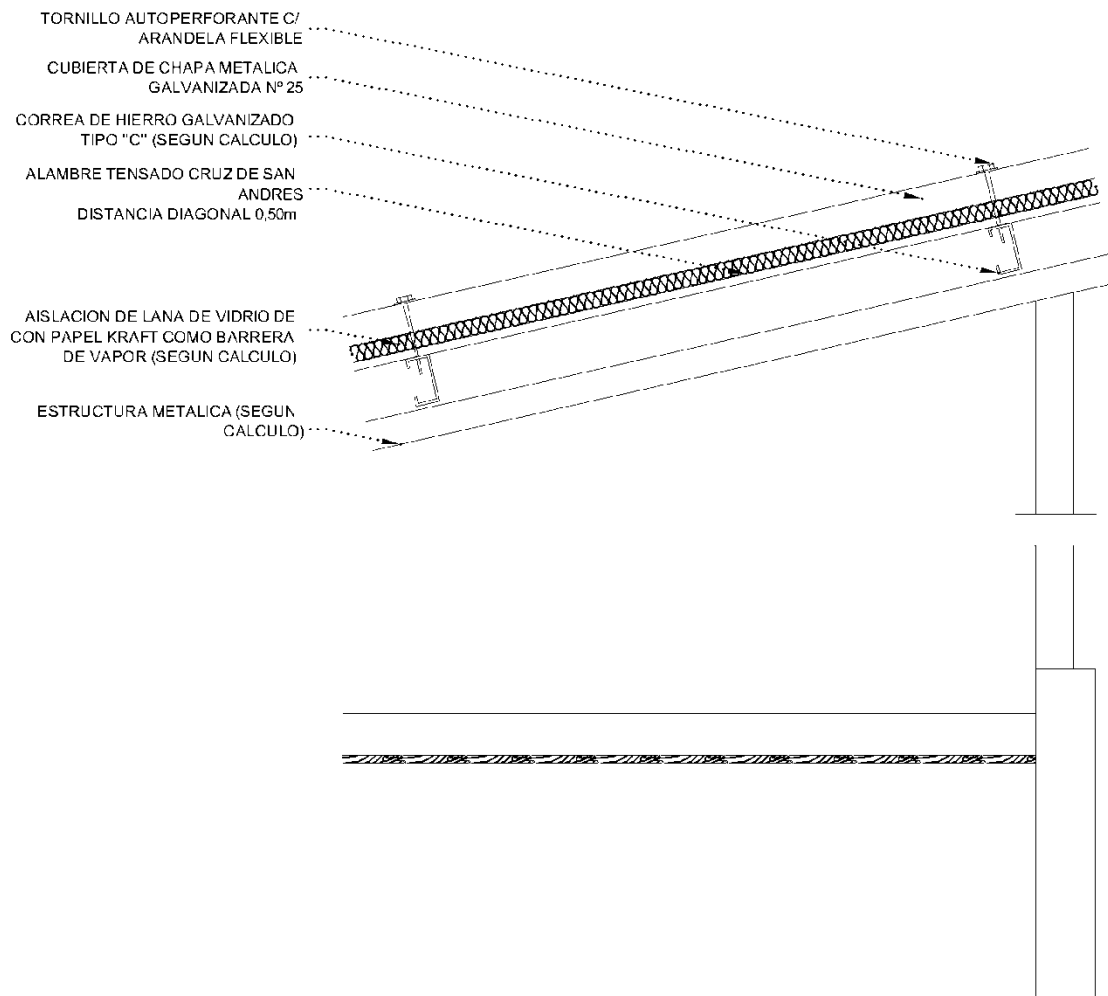 TORNILLO AUTOPERFORANTE C/
ARANDELA FLEXIBLE
CUBIERTA DE CHAPA METALICA
GALVANIZADA Nº 25
CORREA DE HIERRO GALVANIZADO
TIPO "C" (SEGUN CALCULO)
ALAMBRE TENSADO CRUZ DE SAN
ANDRES
DISTANCIA DIAGONAL 0,50m
AISLACION DE LANA DE VIDRIO DE
CON PAPEL KRAFT COMO BARRERA
DE VAPOR (SEGUN CALCULO)
ESTRUCTURA METALICA (SEGUN
CALCULO)